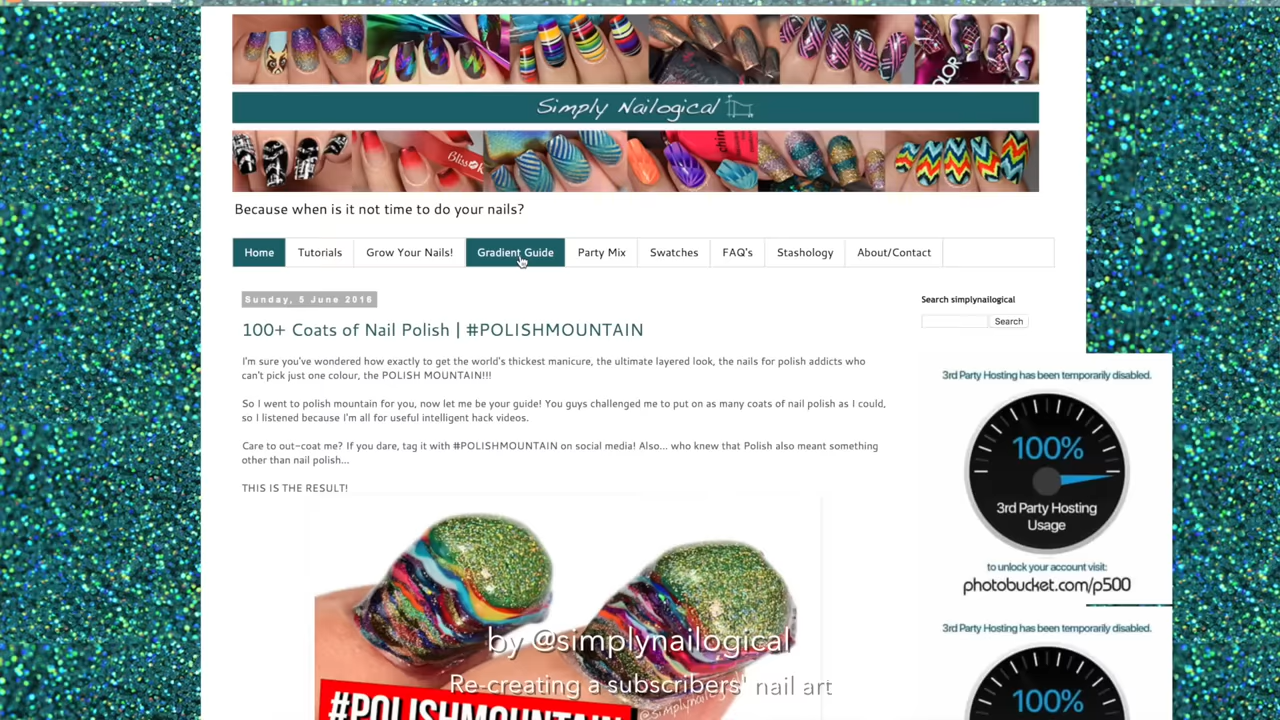 Simply Nailogical
Bliss K
Because when is it not time to do your nails?
Home Tutorials Grow Your Nails! Gradient Guide Party Mix Swatches FAQ's Stashology About/Contact
Sunday, 5 June 2016
100+ Coats of Nail Polish | #POLISHMOUNTAIN
I'm sure you've wondered how exactly to get the world's thickest manicure, the ultimate layered look, the nails for polish addicts who
can't pick just one colour, the POLISH MOUNTAIN!!!
So I went to polish mountain for you, now let me be your guide! You guys challenged me to put on as many coats of nail polish as I could,
so I listened because I'm all for useful intelligent hack videos.
Care to out-coat me? If you dare, tag it with #POLISHMOUNTAIN on social media! Also... who knew that Polish also meant something
other than nail polish...
THIS IS THE RESULT!
#POLISHMOUNTAIN
by @simplynailogical
Re-creating a subscribers' nail art
Search simplynailogical
Search
3rd Party Hosting has been temporarily disabled.
100%
3rd Party Hosting
Usage
to unlock your account visit:
photobucket.com/p500
3rd Party Hosting has been temporarily disabled.
100%